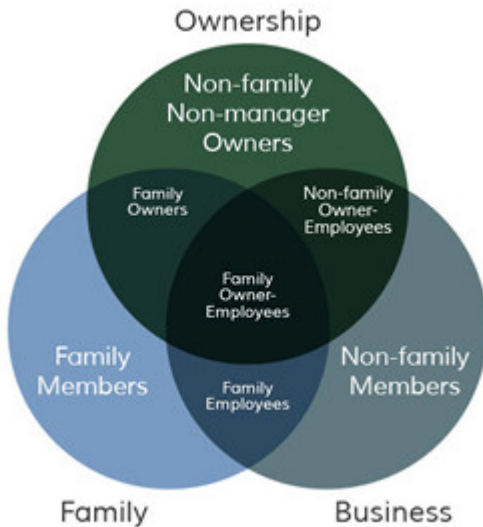 Ownership
Non-family
Non-manager
Owners
Family
Owners
Non-family
Owner-
Employees
Family
Owner-
Employees
Family
Members
Non-family
Members
Family
Employees
Family
Business